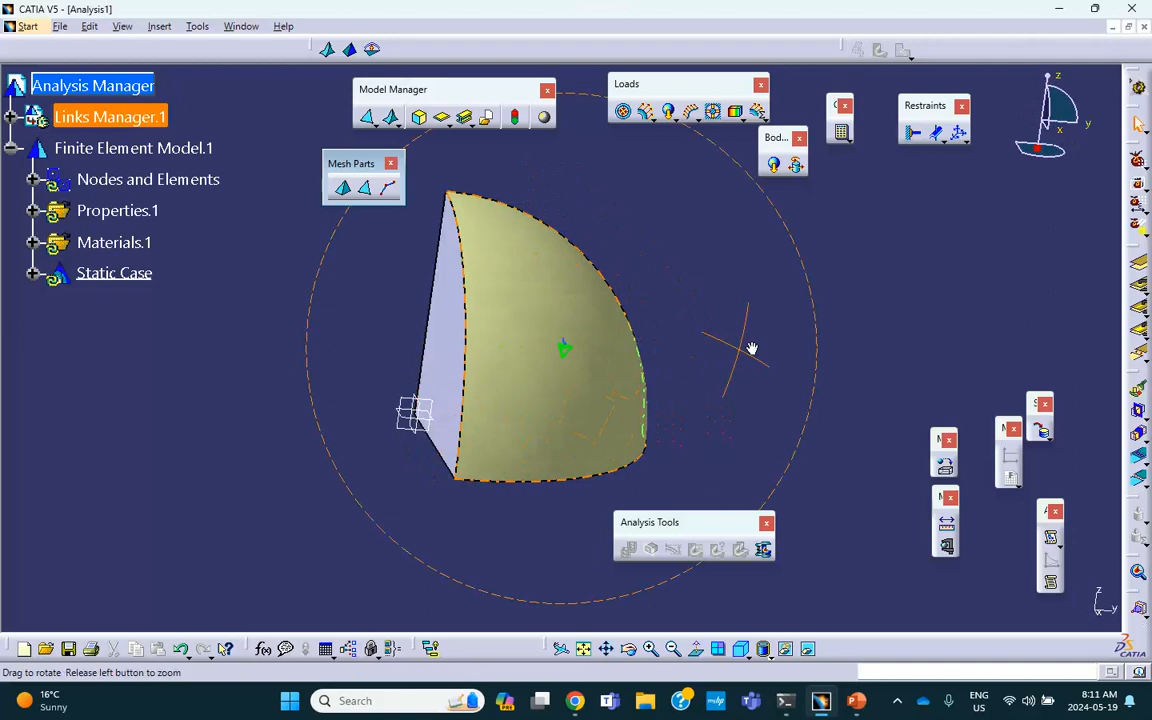 CATIA V5 - [Analysis1]
Start File Edit View Insert Tools Window Help
Analysis Manager
Links Manager.1
Finite Element Model.1
Nodes and Elements
Properties.1
Materials.1
Static Case
Model Manager
Mesh Parts
Loads
Bod...
Restraints
z
y
x
Analysis Tools
z
y
x
CATIA
Drag to rotate Release left button to zoom
16°C
Sunny
Search
ENG
US
8:11 AM
2024-05-19